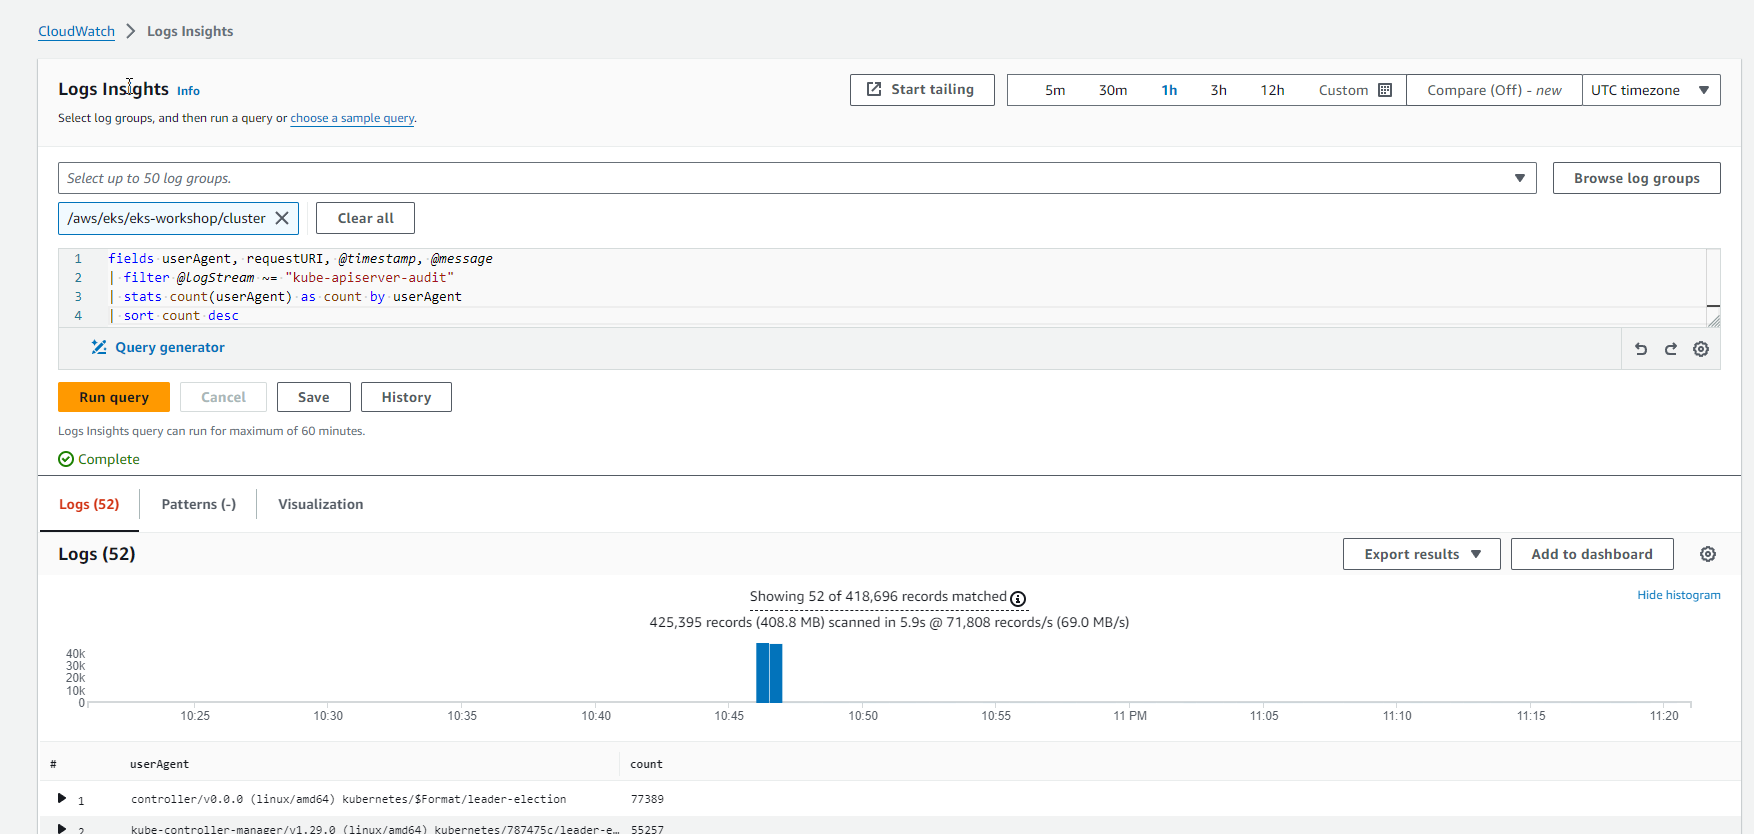 CloudWatch > Logs Insights
Logs Insights Info
Start tailing
5m 30m 1h 3h 12h Custom Compare (Off) - new UTC timezone
Select log groups, and then run a query or choose a sample query.
Select up to 50 log groups.
Browse log groups
/aws/eks/eks-workshop/cluster
Clear all
1 fields userAgent, requestURI, @timestamp, @message
2 | filter @logStream ~= "kube-apiserver-audit"
3 | stats count(userAgent) as count by userAgent
4 | sort count desc
Query generator
Run query Cancel Save History
Logs Insights query can run for maximum of 60 minutes.
Complete
Logs (52) Patterns (-) Visualization
Logs (52)
Export results Add to dashboard
Showing 52 of 418,696 records matched
Hide histogram
425,395 records (408.8 MB) scanned in 5.9s @ 71,808 records/s (69.0 MB/s)
40k
30k
20k
10k
0
10:25 10:30 10:35 10:40 10:45 10:50 10:55 11 PM 11:05 11:10 11:15 11:20
# userAgent count
1 controller/v0.0.0 (linux/amd64) kubernetes/$Format/leader-election 77389
2 kube-controller-manager/v1.29.0 (linux/amd64) kubernetes/787475c/leader-e… 55257